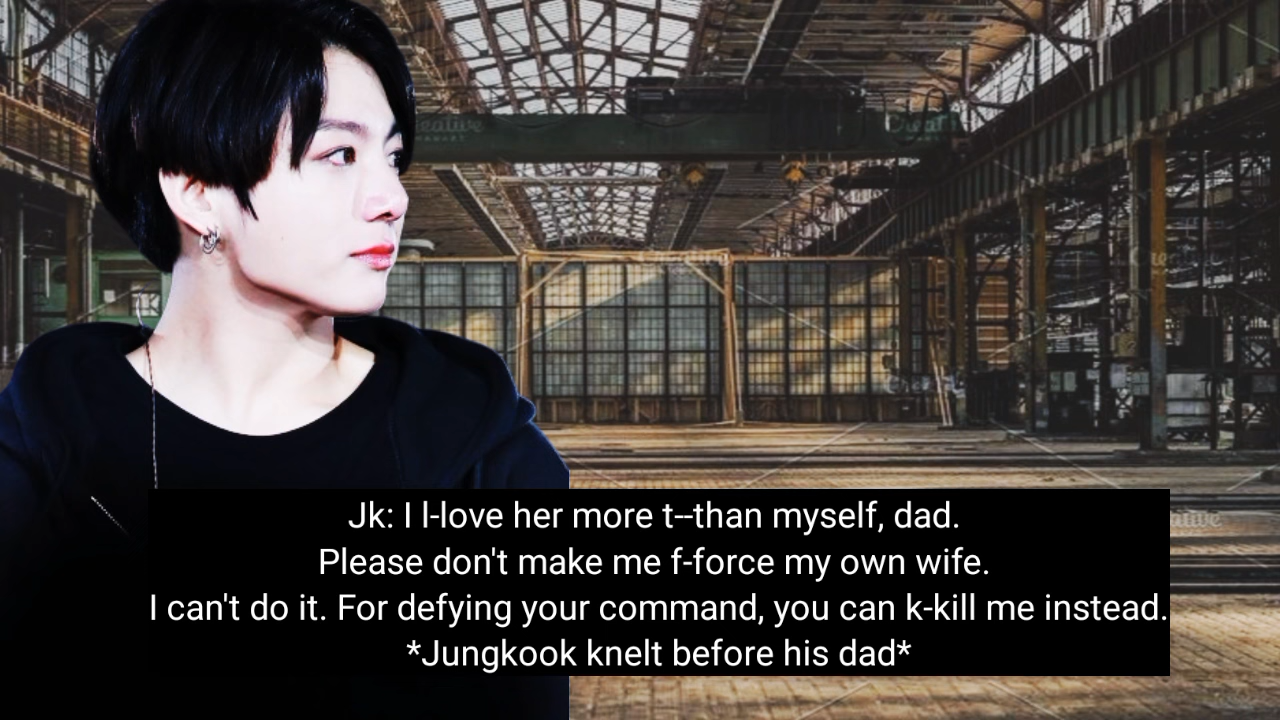 Jk: I l-love her more t--than myself, dad.
Please don't make me f-force my own wife.
I can't do it. For defying your command, you can k-kill me instead.
*Jungkook knelt before his dad*